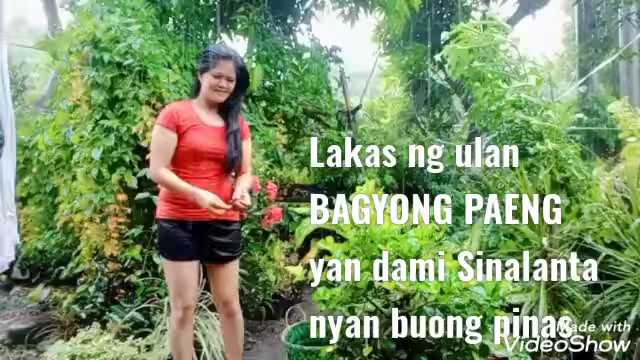 Lakas ng ulan
BAGYONG PAENG
yan dami Sinalanta
nyan buong pinas
Made with
VideoShow